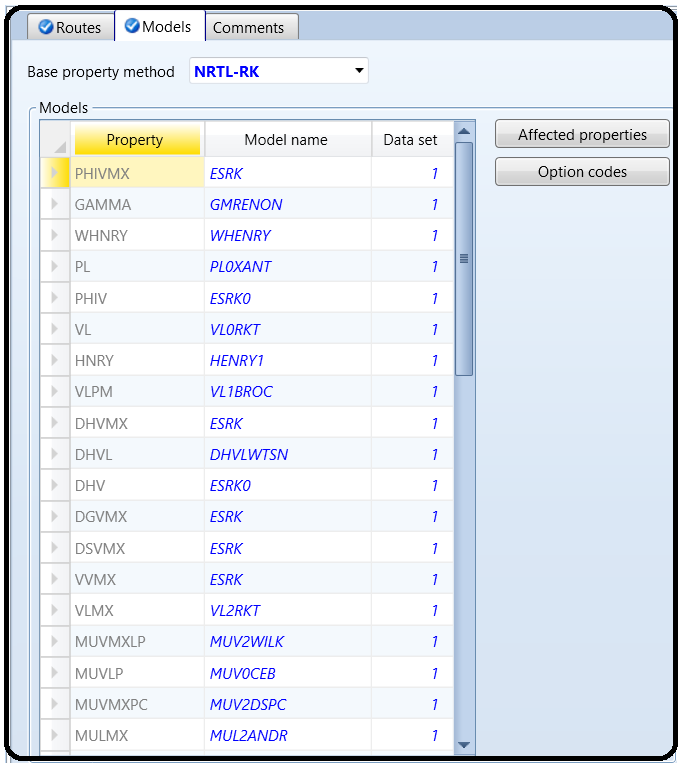 Routes Models Comments
Base property method NRTL-RK
Models
Property Model name Data set
Affected properties
PHIVMX ESRK 1
Option codes
GAMMA GMRENON 1
WHNRY WHENRY 1
PL PL0XANT 1
PHIV ESRK0 1
VL VL0RKT 1
HNRY HENRY1 1
VLPM VL1BROC 1
DHVMX ESRK 1
DHVL DHVLWTSN 1
DHV ESRK0 1
DGVMX ESRK 1
DSVMX ESRK 1
VVMX ESRK 1
VLMX VL2RKT 1
MUVMXLP MUV2WILK 1
MUVLP MUV0CEB 1
MUVMXPC MUV2DSPC 1
MULMX MUL2ANDR 1